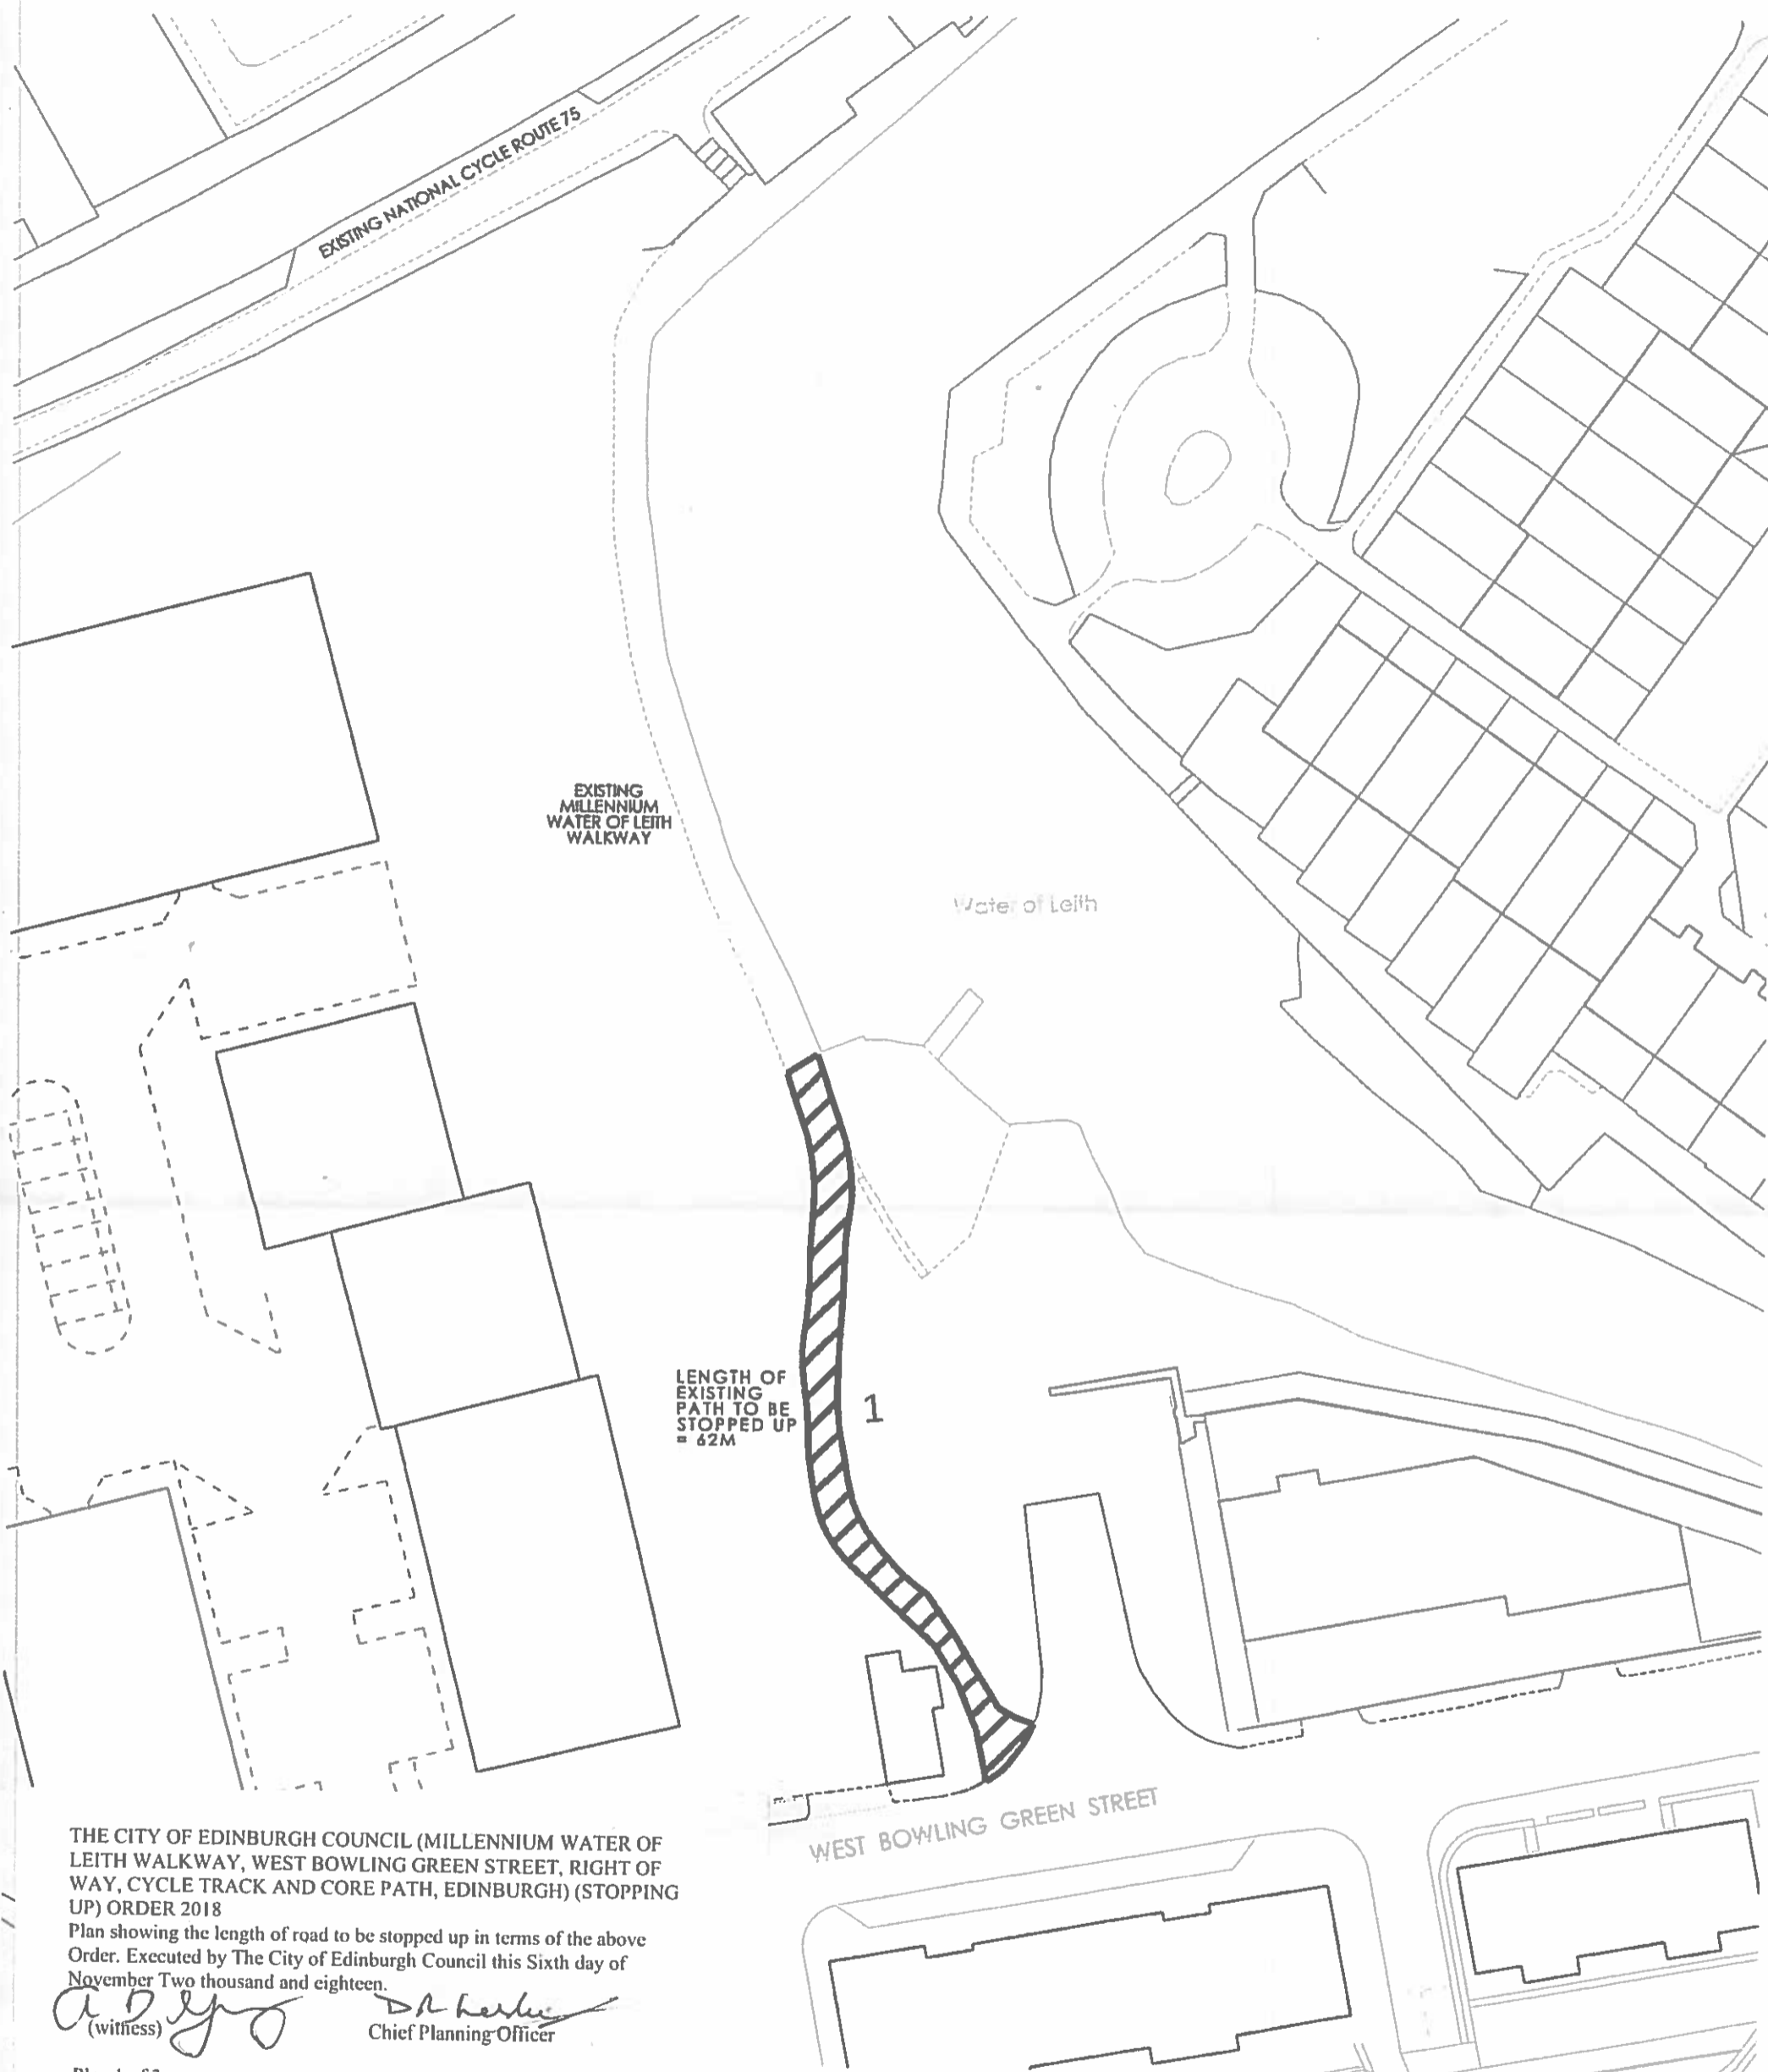 EXISTING NATIONAL CYCLE ROUTE 75
EXISTING
MILLENNIUM
WATER OF LEITH
WALKWAY
Water of Leith
LENGTH OF
EXISTING
PATH TO BE
STOPPED UP
= 62M
1
WEST BOWLING GREEN STREET
THE CITY OF EDINBURGH COUNCIL (MILLENNIUM WATER OF
LEITH WALKWAY, WEST BOWLING GREEN STREET, RIGHT OF
WAY, CYCLE TRACK AND CORE PATH, EDINBURGH) (STOPPING
UP) ORDER 2018
Plan showing the length of road to be stopped up in terms of the above
Order. Executed by The City of Edinburgh Council this Sixth day of
November Two thousand and eighteen.
(witness)
Chief Planning Officer